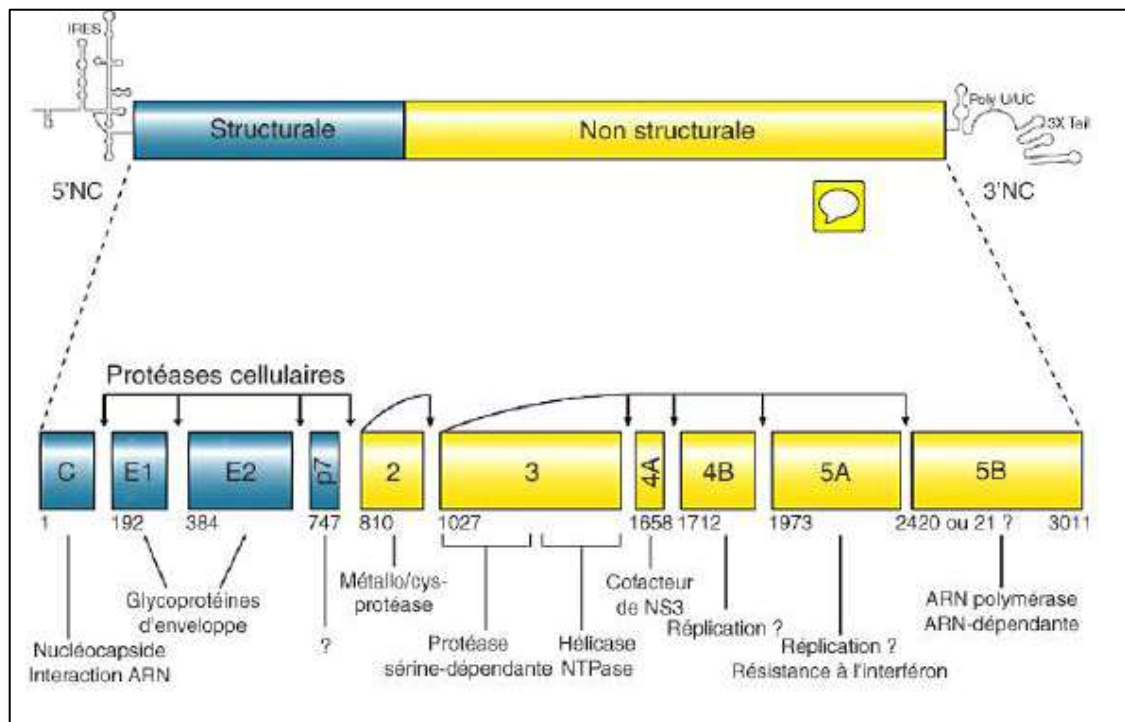 IRES
Poly U/UC
3X Tail
Structurale
Non structurale
5'NC
3'NC
Protéases cellulaires
C
E1
E2
p7
2
3
4A
4B
5A
5B
1
192
384
747
810
1027
1658
1712
1973
2420 ou 21 ?
3011
Nucléocapside
Interaction ARN
Glycoprotéines
d'enveloppe
?
Métallo/cys-
protéase
Protéase
sérine-dépendante
Hélicase
NTPase
Cofacteur
de NS3
Réplication ?
Réplication ?
Résistance à l'interféron
ARN polymérase
ARN-dépendante